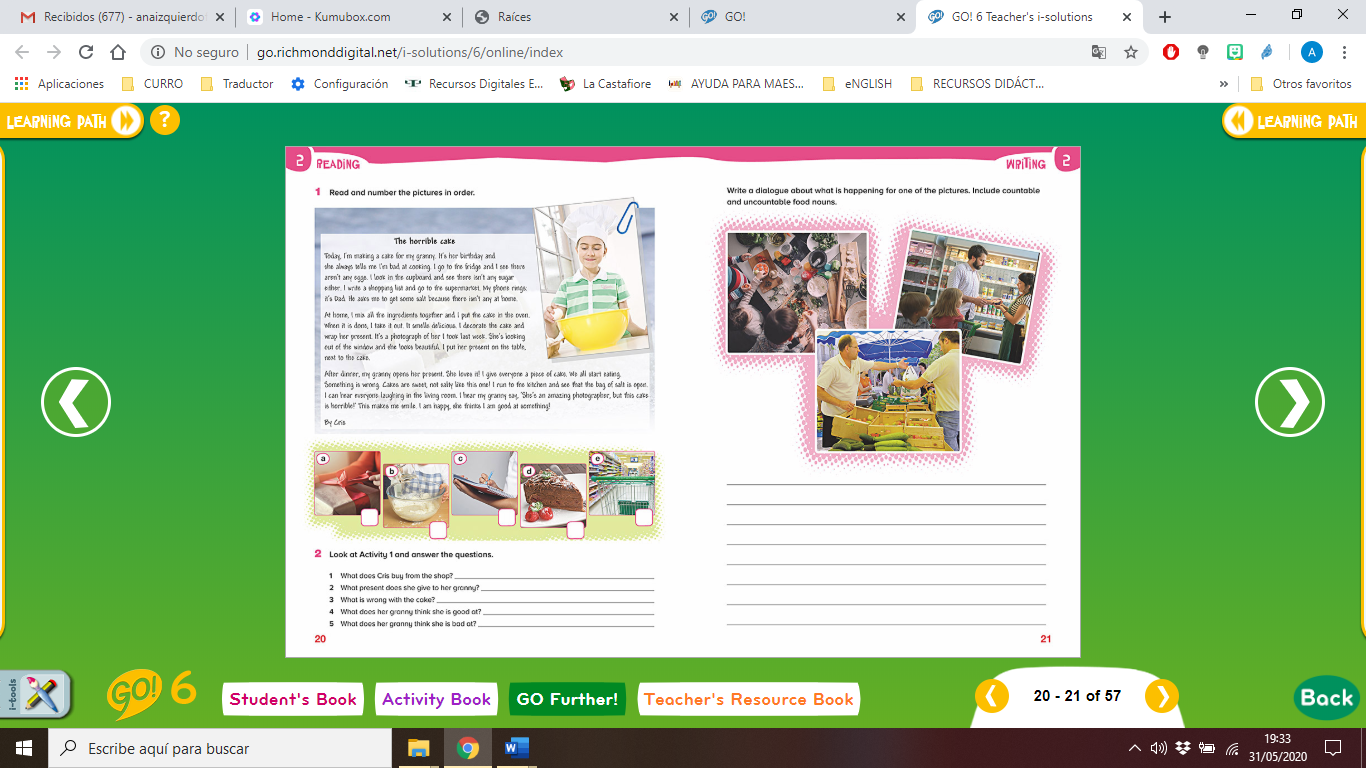 Recibidos (677) - anaizquierdo
Home - Kumubox.com
Raíces
GO!
GO! 6 Teacher's i-solutions
No seguro
go.richmonddigital.net/i-solutions/6/online/index
A
Aplicaciones
CURRO
Traductor
Configuración
Recursos Digitales E...
La Castafiore
AYUDA PARA MAES...
eNGLISH
RECURSOS DIDÁCT...
»
Otros favoritos
LEARNING PATH
?
LEARNING PATH
2 READING
1 Read and number the pictures in order.
The horrible cake
Today, I'm making a cake for my granny. It's her birthday and
she always tells me I'm bad at cooking. I go to the fridge and I see there
aren't any eggs. I look in the cupboard and see there isn't any sugar
either. I write a shopping list and go to the supermarket. My phone rings:
it's Dad. He asks me to get some salt because there isn't any at home.
At home, I mix all the ingredients together and I put the cake in the oven.
When it is done, I take it out. It smells delicious. I decorate the cake and
wrap her present. It's a photograph of her I took last week. She's looking
out of the window and she looks beautiful. I put her present on the table,
next to the cake.
After dinner, my granny opens her present. She loves it! I give everyone a piece of cake. We all start eating.
Something is wrong. Cakes are sweet, not salty like this one! I run to the kitchen and see that the bag of salt is open.
I can hear everyone laughing in the living room. I hear my granny say, 'She's an amazing photographer, but this cake
is horrible!' This makes me smile. I am happy, she thinks I am good at something!
By Cris
a
b
c
d
e
2 Look at Activity 1 and answer the questions.
1 What does Cris buy from the shop?
2 What present does she give to her granny?
3 What is wrong with the cake?
4 What does her granny think she is good at?
5 What does her granny think she is bad at?
20
WRITING 2
Write a dialogue about what is happening for one of the pictures. Include countable
and uncountable food nouns.
21
i-tools
GO! 6
Student's Book
Activity Book
GO Further!
Teacher's Resource Book
20 - 21 of 57
Back
Escribe aquí para buscar
19:33
31/05/2020